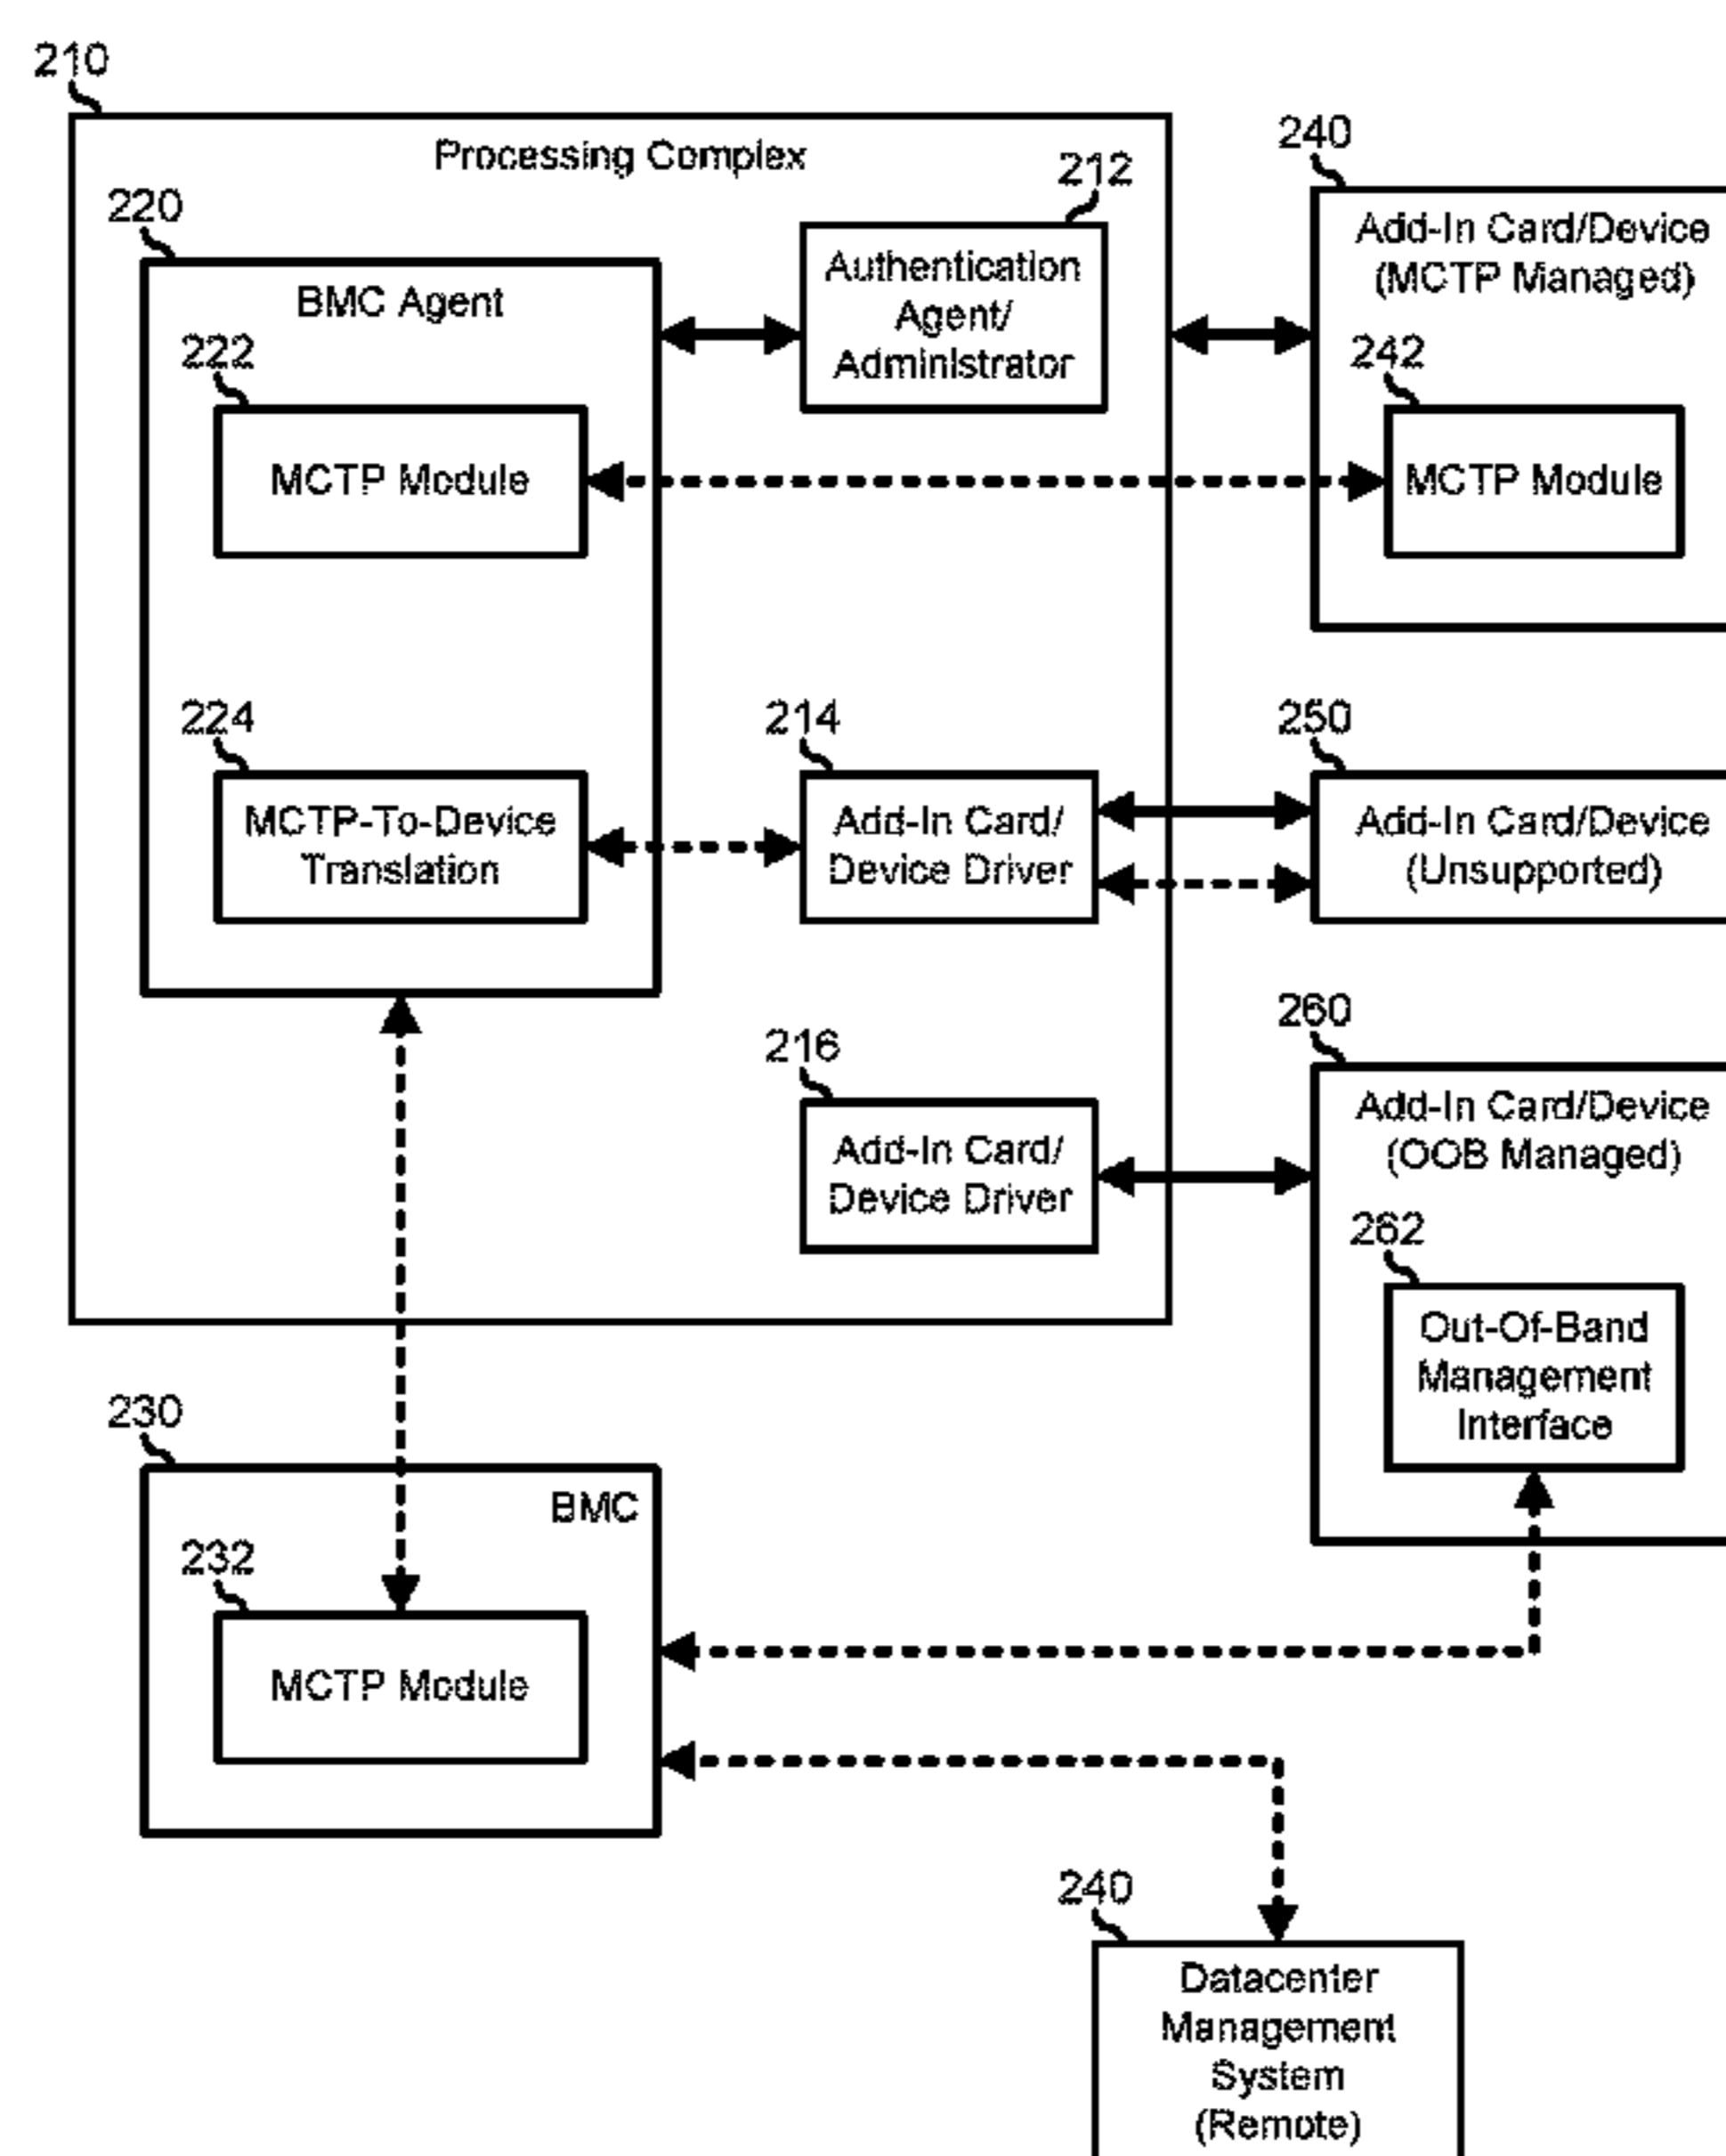 210
Processing Complex
212
220
BMC Agent
Authentication
Agent/
Administrator
222
MCTP Module
224
MCTP-To-Device
Translation
214
Add-In Card/
Device Driver
216
Add-In Card/
Device Driver
240
Add-In Card/Device
(MCTP Managed)
242
MCTP Module
250
Add-In Card/Device
(Unsupported)
260
Add-In Card/Device
(OOB Managed)
262
Out-Of-Band
Management
Interface
230
BMC
232
MCTP Module
240
Datacenter
Management
System
(Remote)